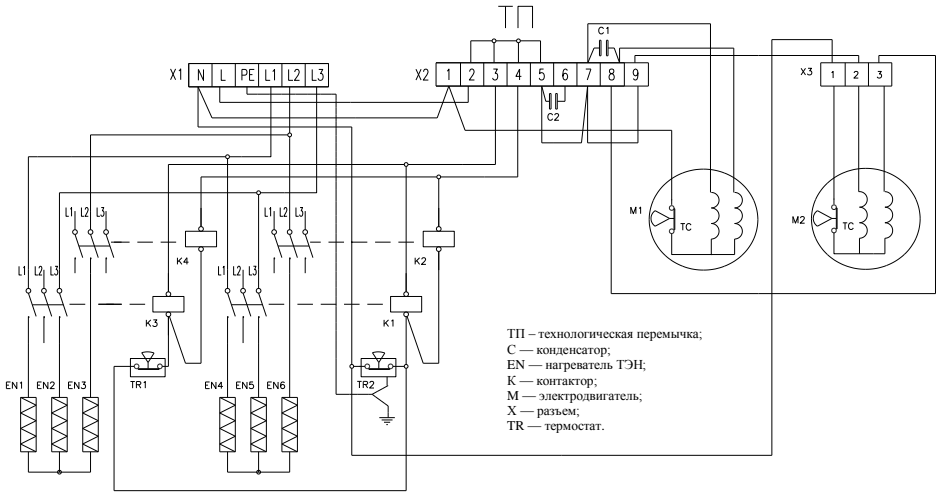 ТП
C1
X1 N L PE L1 L2 L3
X2 1 2 3 4 5 6 7 8 9
X3 1 2 3
C2
L1 L2 L3
L1 L2 L3
M1 TC
M2 TC
K4
K2
L1 L2 L3
L1 L2 L3
K3
K1
TR1
TR2
EN1 EN2 EN3
EN4 EN5 EN6
ТП – технологическая перемычка;
С — конденсатор;
EN — нагреватель ТЭН;
К — контактор;
М — электродвигатель;
Х — разъем;
TR — термостат.